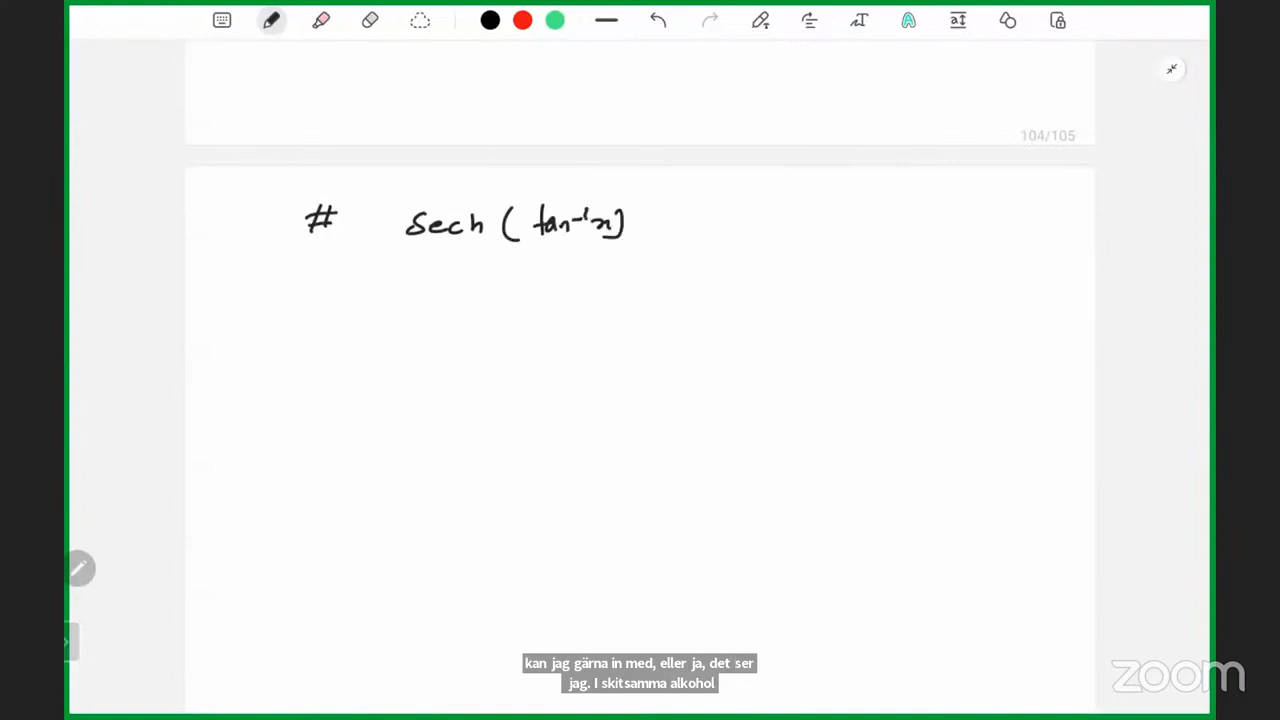 104/105
# Sech (tan⁻¹x)
kan jag gärna in med, eller ja, det ser
jag. I skitsamma alkohol
zoom